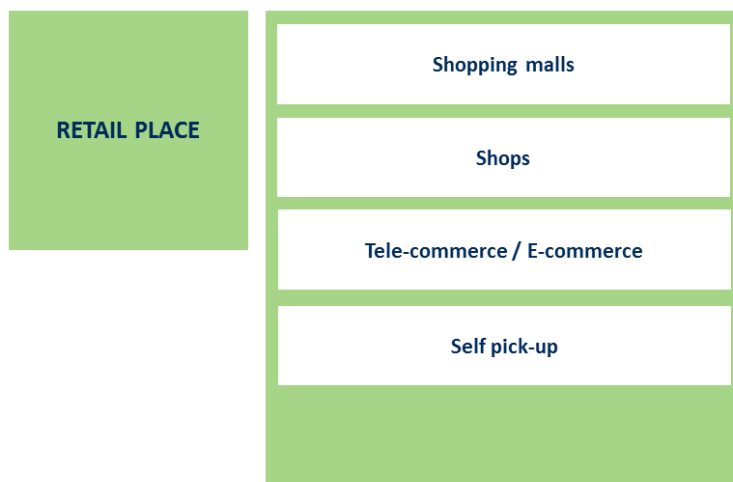 RETAIL PLACE
Shopping malls
Shops
Tele-commerce / E-commerce
Self pick-up